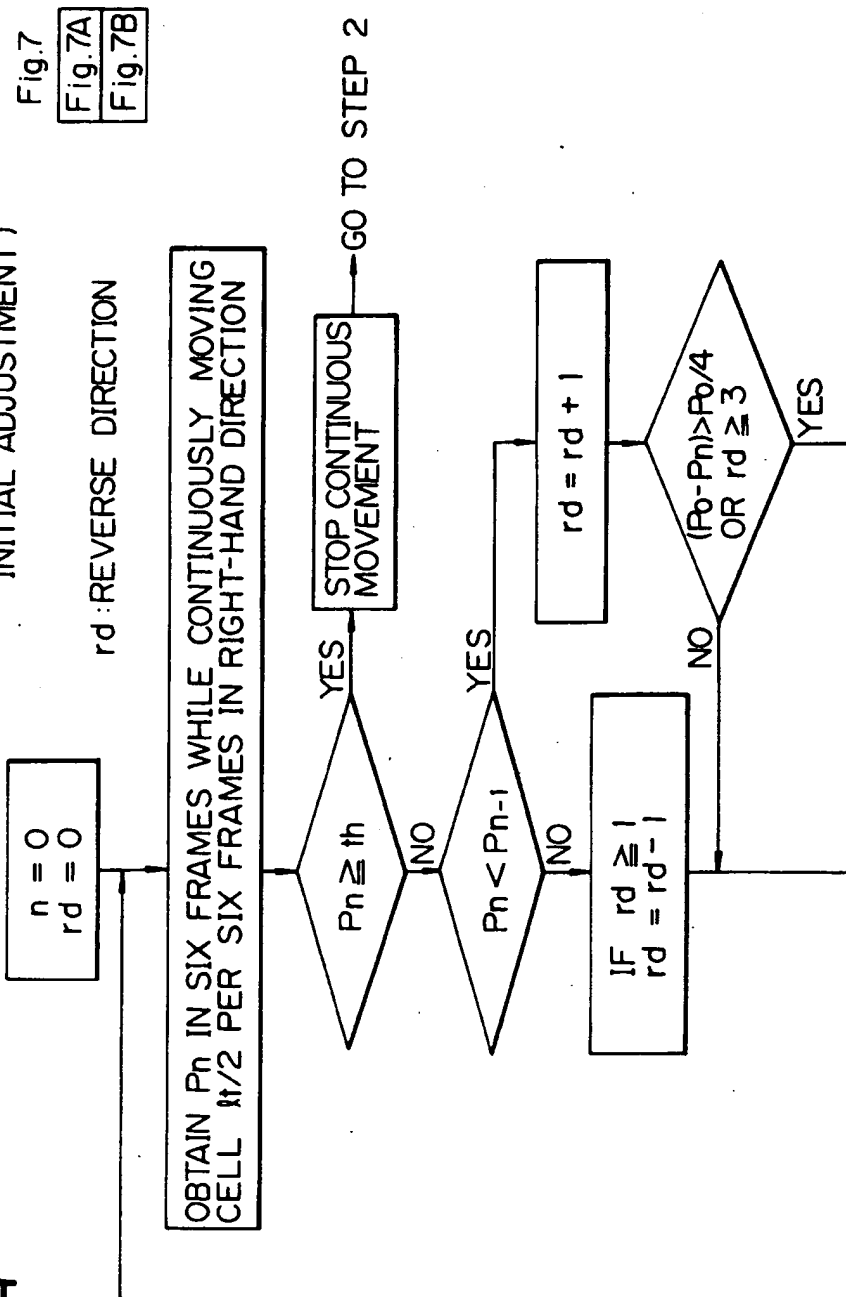 Fig.7
Fig.7A
Fig.7B
INITIAL ADJUSTMENT)
rd : REVERSE DIRECTION
n = 0
rd = 0
OBTAIN Pn IN SIX FRAMES WHILE CONTINUOUSLY MOVING
CELL ℓt/2 PER SIX FRAMES IN RIGHT-HAND DIRECTION
Pn ≧ th
YES
STOP CONTINUOUS
MOVEMENT
GO TO STEP 2
NO
Pn < Pn-1
YES
rd = rd + 1
NO
IF rd ≧ 1
rd = rd - 1
(Po-Pn)>Po/4
OR rd ≧ 3
NO
YES